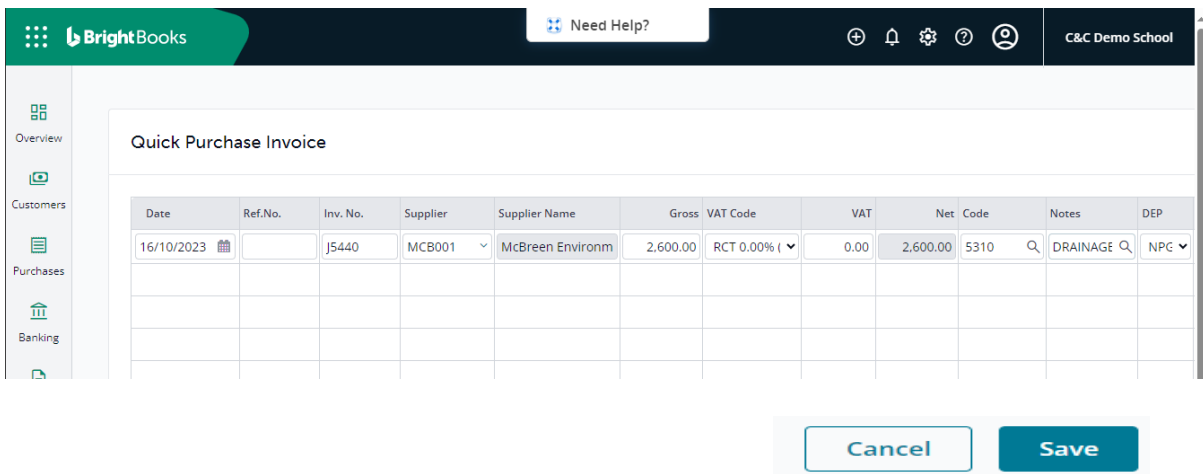 Need Help?
BrightBooks
C&C Demo School
Overview
Quick Purchase Invoice
Customers
Date Ref.No. Inv. No. Supplier Supplier Name Gross VAT Code VAT Net Code Notes DEP
16/10/2023 J5440 MCB001 McBreen Environm 2,600.00 RCT 0.00% ( 0.00 2,600.00 5310 DRAINAGE NPG
Purchases
Banking
Cancel Save